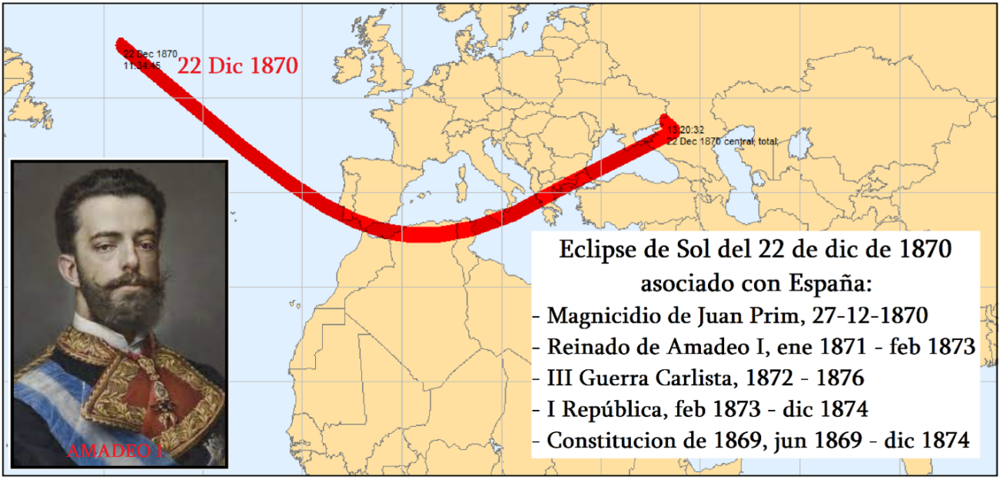 22 Dec 1870
11:34:45
22 Dic 1870
13:20:32
22 Dec 1870 central, total;
Eclipse de Sol del 22 de dic de 1870
asociado con España:
- Magnicidio de Juan Prim, 27-12-1870
- Reinado de Amadeo I, ene 1871 - feb 1873
- III Guerra Carlista, 1872 - 1876
- I República, feb 1873 - dic 1874
- Constitucion de 1869, jun 1869 - dic 1874
AMADEO I